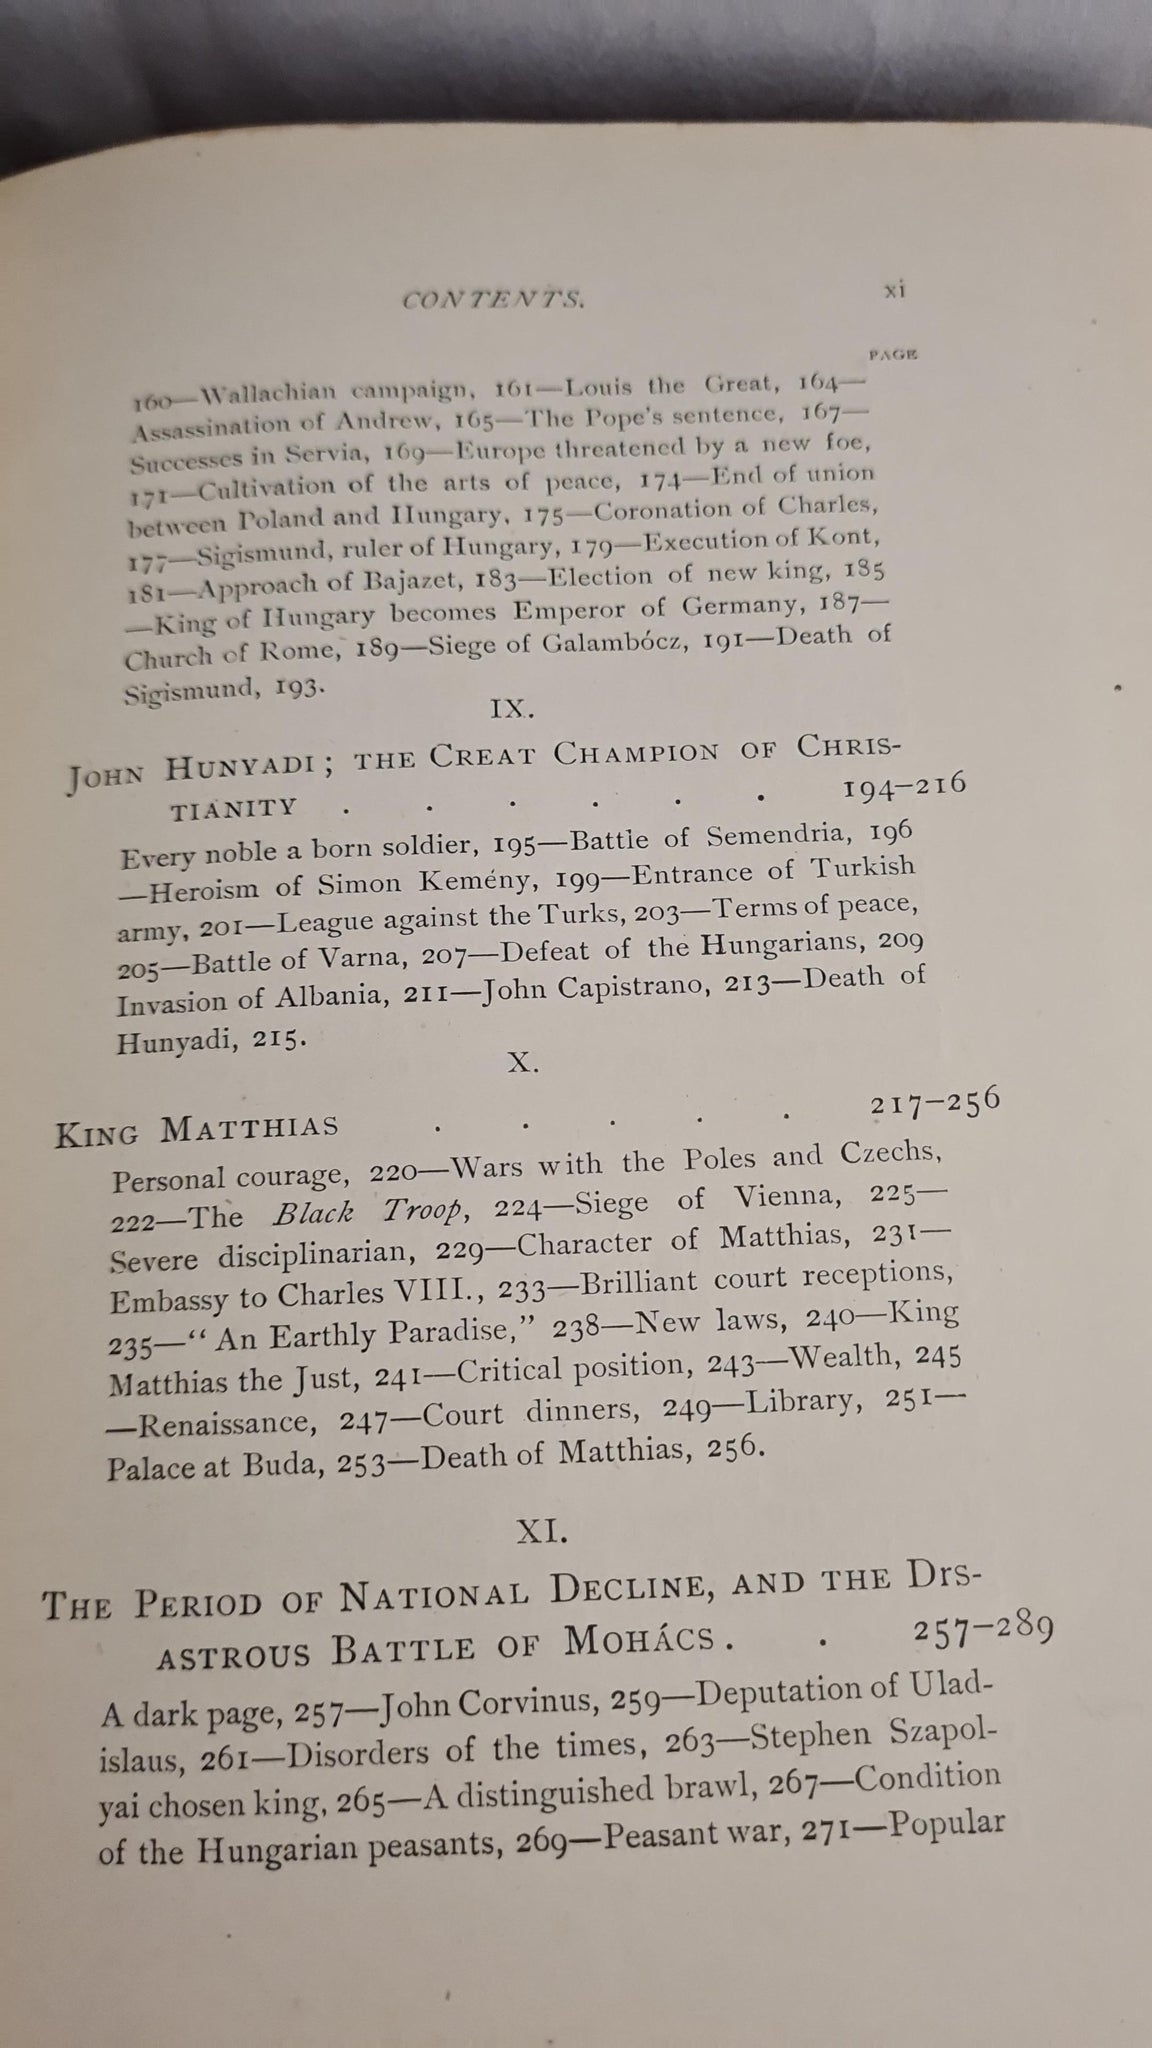 CONTENTS. xi
PAGE
160—Wallachian campaign, 161—Louis the Great, 164—
Assassination of Andrew, 165—The Pope's sentence, 167—
Successes in Servia, 169—Europe threatened by a new foe,
171—Cultivation of the arts of peace, 174—End of union
between Poland and Hungary, 175—Coronation of Charles,
177—Sigismund, ruler of Hungary, 179—Execution of Kont,
181—Approach of Bajazet, 183—Election of new king, 185
—King of Hungary becomes Emperor of Germany, 187—
Church of Rome, 189—Siege of Galambócz, 191—Death of
Sigismund, 193.
IX.
JOHN HUNYADI; THE CREAT CHAMPION OF CHRIS-
TIANITY . . . . . . 194–216
Every noble a born soldier, 195—Battle of Semendria, 196
—Heroism of Simon Kemény, 199—Entrance of Turkish
army, 201—League against the Turks, 203—Terms of peace,
205—Battle of Varna, 207—Defeat of the Hungarians, 209
Invasion of Albania, 211—John Capistrano, 213—Death of
Hunyadi, 215.
X.
KING MATTHIAS . . . . . 217–256
Personal courage, 220—Wars with the Poles and Czechs,
222—The Black Troop, 224—Siege of Vienna, 225—
Severe disciplinarian, 229—Character of Matthias, 231—
Embassy to Charles VIII., 233—Brilliant court receptions,
235—“ An Earthly Paradise,” 238—New laws, 240—King
Matthias the Just, 241—Critical position, 243—Wealth, 245
—Renaissance, 247—Court dinners, 249—Library, 251—
Palace at Buda, 253—Death of Matthias, 256.
XI.
THE PERIOD OF NATIONAL DECLINE, AND THE DIS-
ASTROUS BATTLE OF MOHÁCS . . 257–289
A dark page, 257—John Corvinus, 259—Deputation of Ulad-
islaus, 261—Disorders of the times, 263—Stephen Szapol-
yai chosen king, 265—A distinguished brawl, 267—Condition
of the Hungarian peasants, 269—Peasant war, 271—Popular